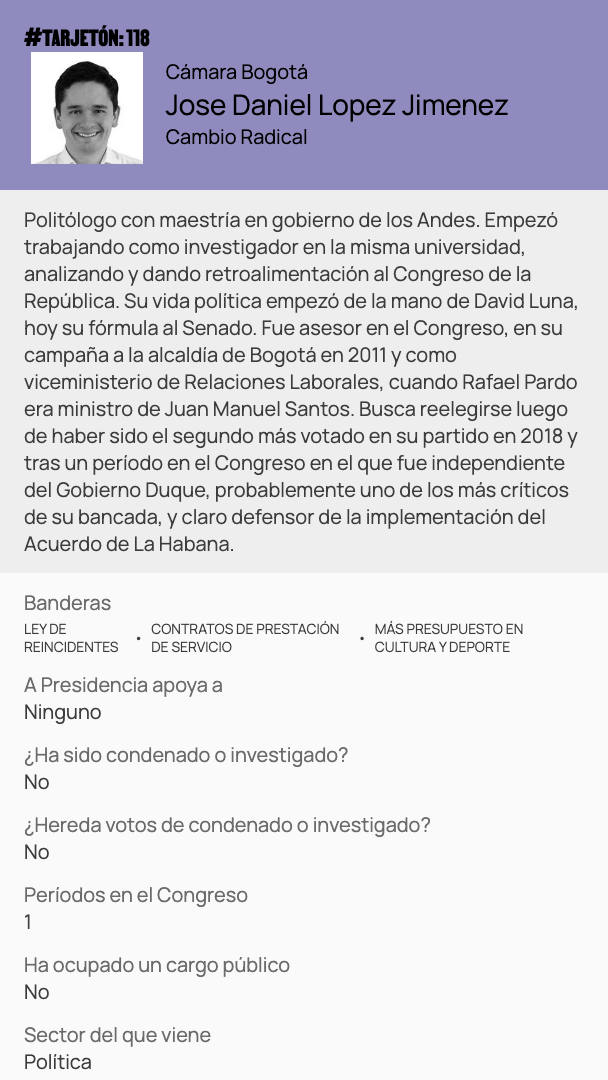 #TARJETÓN: 118
Cámara Bogotá
Jose Daniel Lopez Jimenez
Cambio Radical
Politólogo con maestría en gobierno de los Andes. Empezó
trabajando como investigador en la misma universidad,
analizando y dando retroalimentación al Congreso de la
República. Su vida política empezó de la mano de David Luna,
hoy su fórmula al Senado. Fue asesor en el Congreso, en su
campaña a la alcaldía de Bogotá en 2011 y como
viceministerio de Relaciones Laborales, cuando Rafael Pardo
era ministro de Juan Manuel Santos. Busca reelegirse luego
de haber sido el segundo más votado en su partido en 2018 y
tras un período en el Congreso en el que fue independiente
del Gobierno Duque, probablemente uno de los más críticos
de su bancada, y claro defensor de la implementación del
Acuerdo de La Habana.
Banderas
LEY DE
REINCIDENTES
• CONTRATOS DE PRESTACIÓN
DE SERVICIO
• MÁS PRESUPUESTO EN
CULTURA Y DEPORTE
A Presidencia apoya a
Ninguno
¿Ha sido condenado o investigado?
No
¿Hereda votos de condenado o investigado?
No
Períodos en el Congreso
1
Ha ocupado un cargo público
No
Sector del que viene
Política